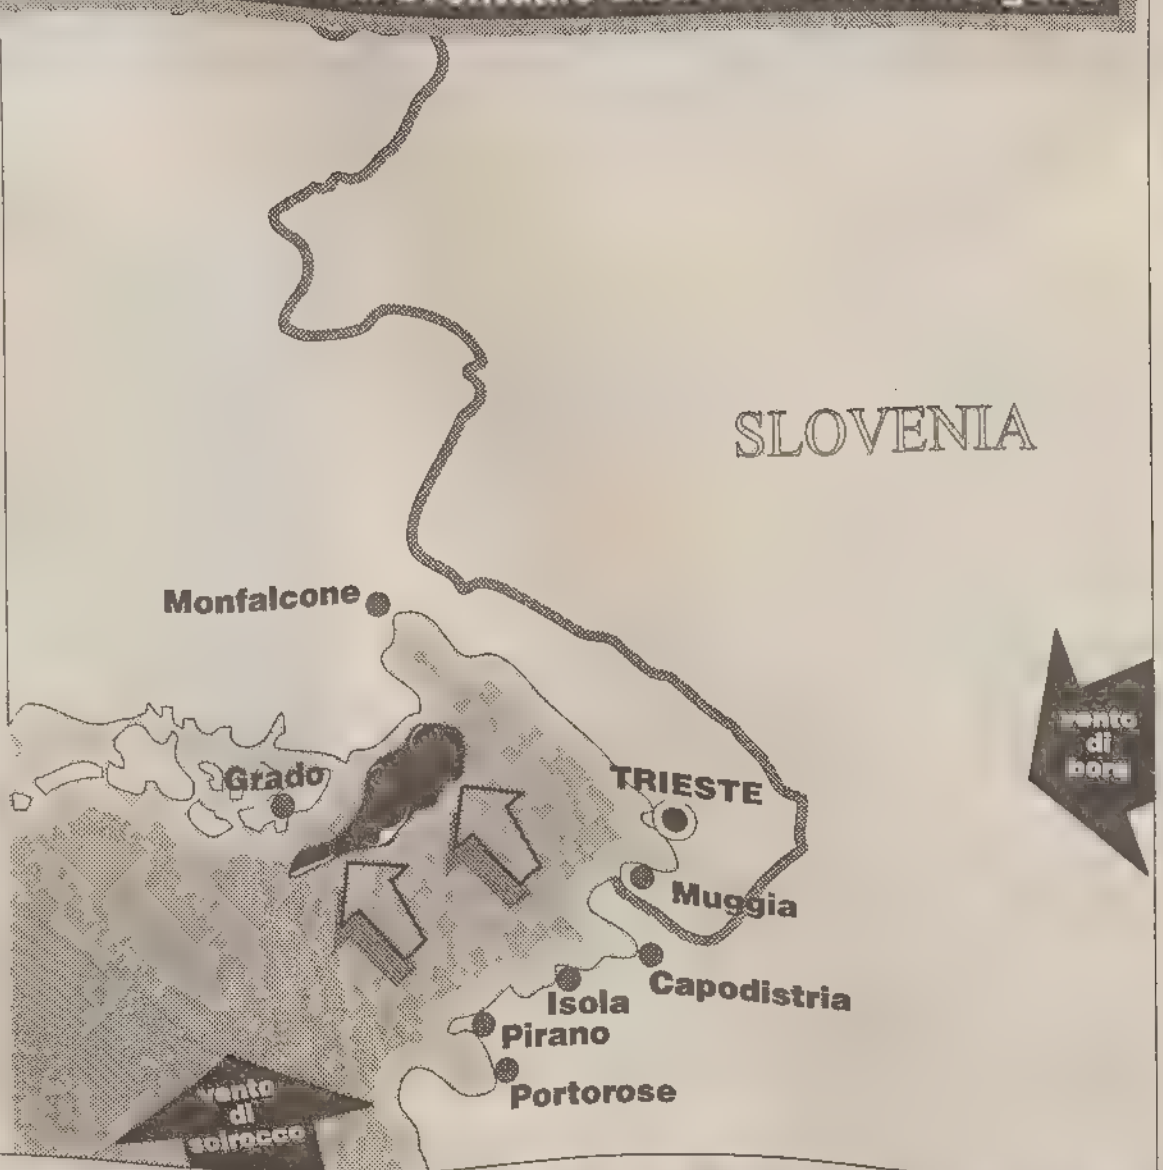 SLOVENIA
Monfalcone
vento
di
bora
Grado
TRIESTE
Muggia
Capodistria
Isola
Pirano
Portorose
vento
di
scirocco